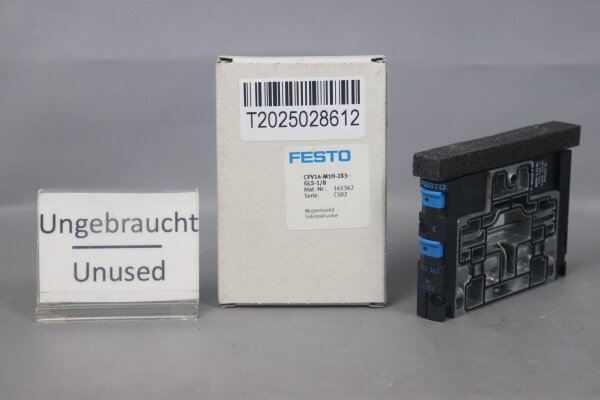 Ungebraucht
Unused
T2025028612
FESTO
CPV14-M1H-2X3-
GLS-1/8
Mat.-Nr.: 161362
Serie: C502
Magnetventil
Solenoid valve
FESTO
C
161362
C502